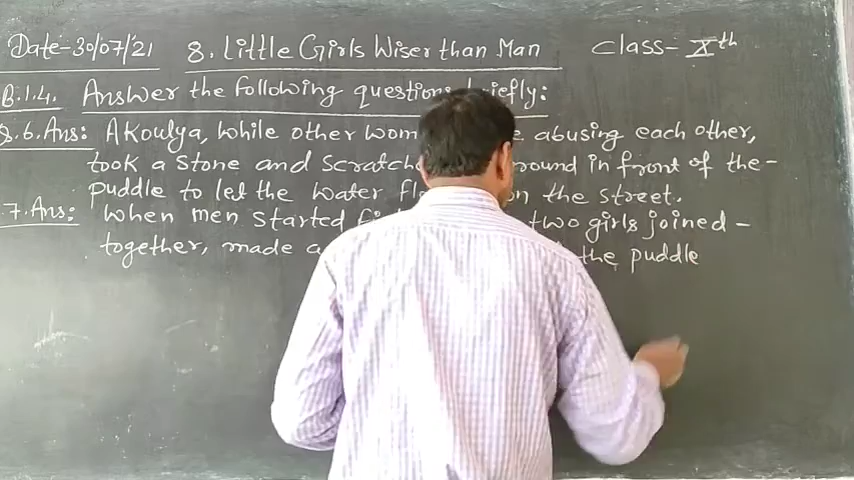 Date-30/07/21 8. Little Girls Wiser than Man Class- Xth
B.1.4. Answer the following questions briefly:
6.Ans: Akoulya, while other abusing each other,
took a stone and in front of the-
puddle to let the water on the street.
7.Ans: When men started two girls joined-
together, made a the puddle